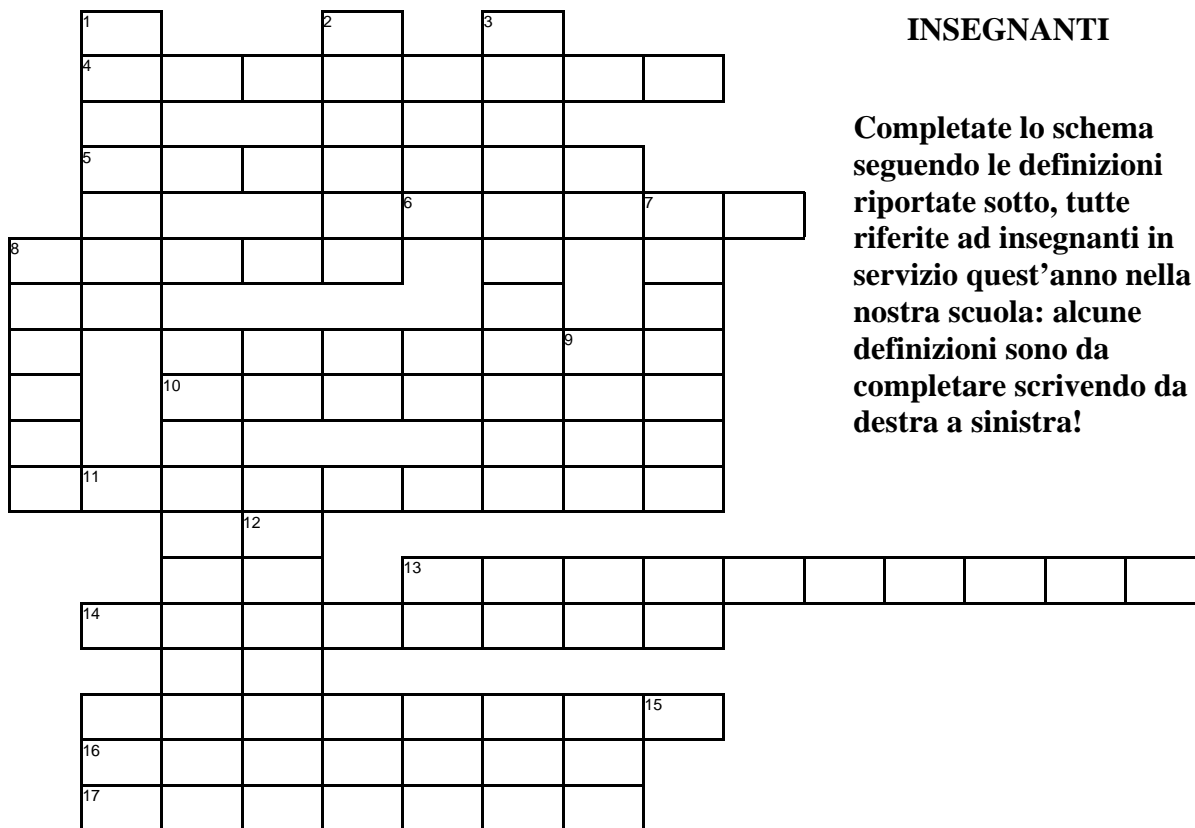 1 2 3
INSEGNANTI
4
Completate lo schema
5
seguendo le definizioni
6 7
riportate sotto, tutte
8
riferite ad insegnanti in
servizio quest’anno nella
9
nostra scuola: alcune
definizioni sono da
10
completare scrivendo da
destra a sinistra!
11
12
13
14
15
16
17